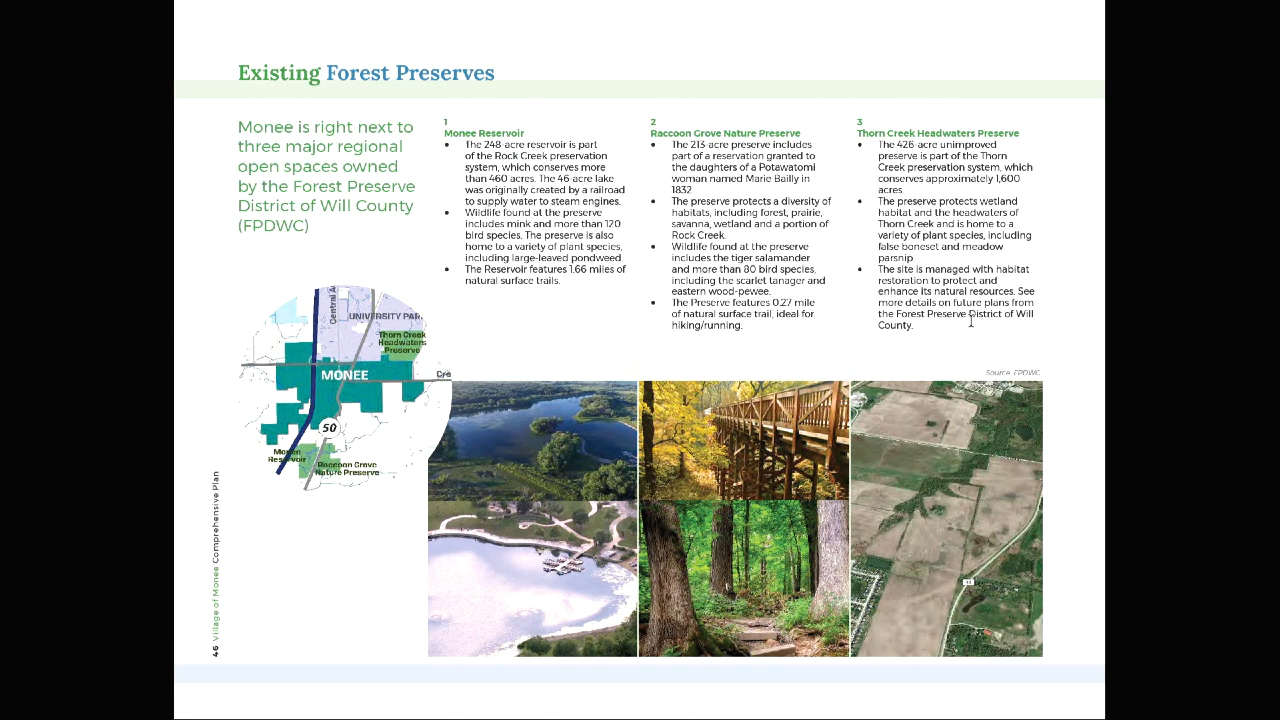 Existing Forest Preserves
Monee is right next to
three major regional
open spaces owned
by the Forest Preserve
District of Will County
(FPDWC)
1
Monee Reservoir
• The 248-acre reservoir is part
of the Rock Creek preservation
system, which conserves more
than 460 acres. The 46-acre lake
was originally created by a railroad
to supply water to steam engines.
• Wildlife found at the preserve
includes mink and more than 120
bird species. The preserve is also
home to a variety of plant species,
including large-leaved pondweed.
• The Reservoir features 1.66 miles of
natural surface trails.
2
Raccoon Grove Nature Preserve
• The 213-acre preserve includes
part of a reservation granted to
the daughters of a Potawatomi
woman named Marie Bailly in
1832.
• The preserve protects a diversity of
habitats, including forest, prairie,
savanna, wetland and a portion of
Rock Creek.
• Wildlife found at the preserve
includes the tiger salamander
and more than 80 bird species,
including the scarlet tanager and
eastern wood-pewee.
• The Preserve features 0.27 mile
of natural surface trail, ideal for
hiking/running.
3
Thorn Creek Headwaters Preserve
• The 426-acre unimproved
preserve is part of the Thorn
Creek preservation system, which
conserves approximately 1,600
acres.
• The preserve protects wetland
habitat and the headwaters of
Thorn Creek and is home to a
variety of plant species, including
false boneset and meadow
parsnip.
• The site is managed with habitat
restoration to protect and
enhance its natural resources. See
more details on future plans from
the Forest Preserve District of Will
County.
Source: FPDWC
Central A
UNIVERSITY PAR
Thorn Creek
Headwaters
Preserve
MONEE
Cre
50
Monee
Reservoir
Raccoon Grove
Nature Preserve
4-6 Village of Monee Comprehensive Plan